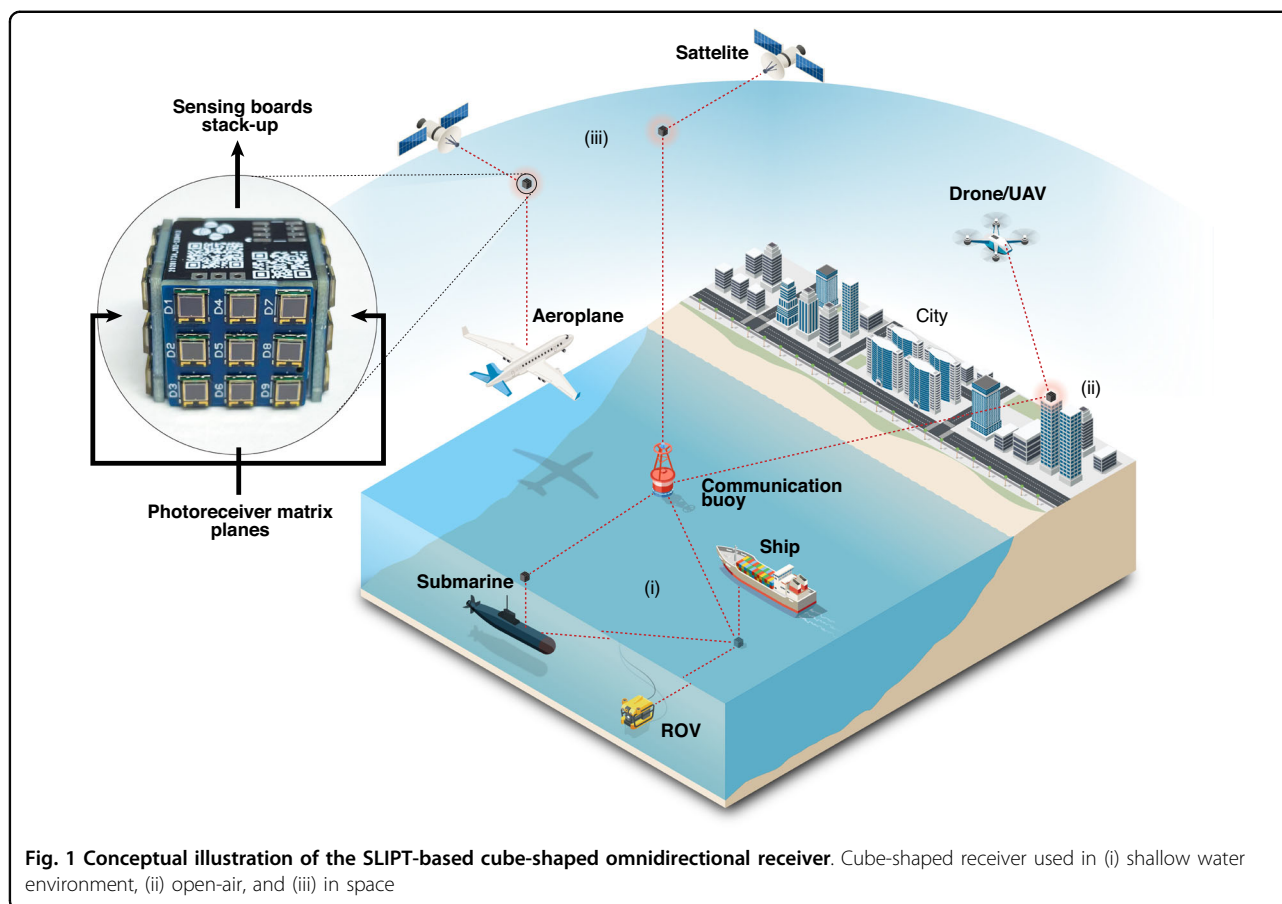 Sattelite
Sensing boards
stack-up
(iii)
Drone/UAV
D1
D4
D7
D2
D5
D8
D3
D6
D9
City
Aeroplane
(ii)
Communication
buoy
Photoreceiver matrix
planes
Ship
Submarine
(i)
ROV
Fig. 1 Conceptual illustration of the SLIPT-based cube-shaped omnidirectional receiver. Cube-shaped receiver used in (i) shallow water
environment, (ii) open-air, and (iii) in space